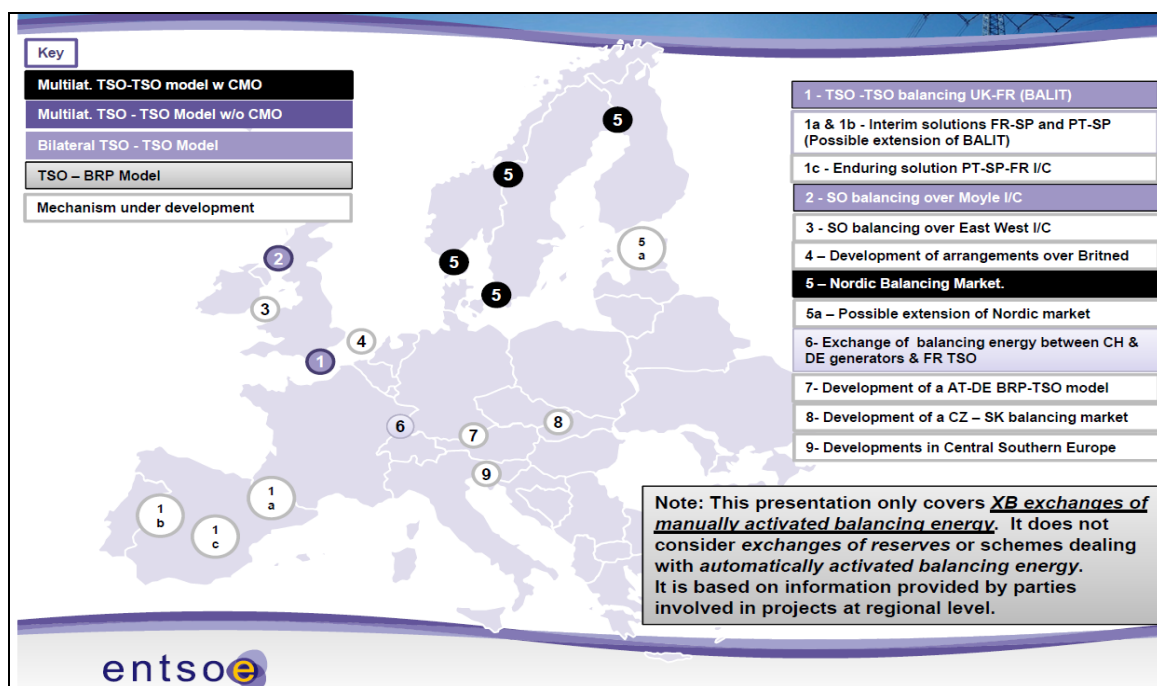 Key
Multilat. TSO-TSO model w CMO
Multilat. TSO - TSO Model w/o CMO
Bilateral TSO - TSO Model
TSO – BRP Model
Mechanism under development
5
5
5
5
5
a
2
3
4
1
6
7
8
9
1
a
1
b
1
c
1 - TSO -TSO balancing UK-FR (BALIT)
1a & 1b - Interim solutions FR-SP and PT-SP
(Possible extension of BALIT)
1c - Enduring solution PT-SP-FR I/C
2 - SO balancing over Moyle I/C
3 - SO balancing over East West I/C
4 – Development of arrangements over Britned
5 – Nordic Balancing Market.
5a – Possible extension of Nordic market
6- Exchange of balancing energy between CH &
DE generators & FR TSO
7- Development of a AT-DE BRP-TSO model
8- Development of a CZ – SK balancing market
9- Developments in Central Southern Europe
Note: This presentation only covers XB exchanges of
manually activated balancing energy. It does not
consider exchanges of reserves or schemes dealing
with automatically activated balancing energy.
It is based on information provided by parties
involved in projects at regional level.
entsoe